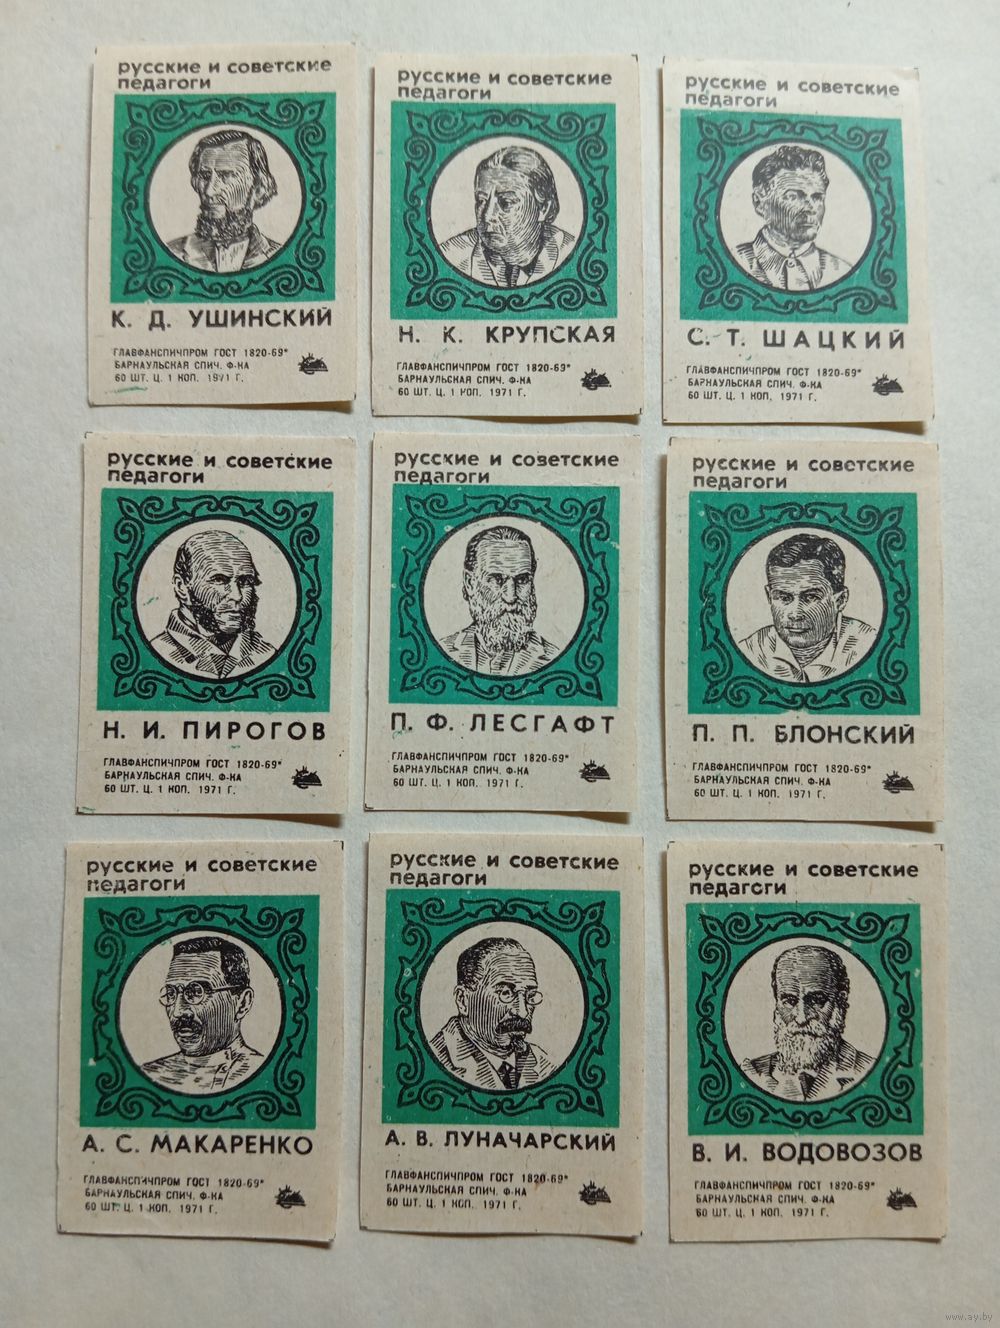 русские и советские
педагоги
К. Д. УШИНСКИЙ
ГЛАВФАНСПИЧПРОМ ГОСТ 1820-69*
БАРНАУЛЬСКАЯ СПИЧ. Ф-КА
60 ШТ. Ц. 1 КОП. 1971 Г.
русские и советские
педагоги
Н. К. КРУПСКАЯ
ГЛАВФАНСПИЧПРОМ ГОСТ 1820-69*
БАРНАУЛЬСКАЯ СПИЧ. Ф-КА
60 ШТ. Ц. 1 КОП. 1971 Г.
русские и советские
педагоги
С. Т. ШАЦКИЙ
ГЛАВФАНСПИЧПРОМ ГОСТ 1820-69*
БАРНАУЛЬСКАЯ СПИЧ. Ф-КА
60 ШТ. Ц. 1 КОП. 1971 Г.
русские и советские
педагоги
Н. И. ПИРОГОВ
ГЛАВФАНСПИЧПРОМ ГОСТ 1820-69*
БАРНАУЛЬСКАЯ СПИЧ. Ф-КА
60 ШТ. Ц. 1 КОП. 1971 Г.
русские и советские
педагоги
П. Ф. ЛЕСГАФТ
ГЛАВФАНСПИЧПРОМ ГОСТ 1820-69*
БАРНАУЛЬСКАЯ СПИЧ. Ф-КА
60 ШТ. Ц. 1 КОП. 1971 Г.
русские и советские
педагоги
П. П. БЛОНСКИЙ
ГЛАВФАНСПИЧПРОМ ГОСТ 1820-69*
БАРНАУЛЬСКАЯ СПИЧ. Ф-КА
60 ШТ. Ц. 1 КОП. 1971 Г.
русские и советские
педагоги
А. С. МАКАРЕНКО
ГЛАВФАНСПИЧПРОМ ГОСТ 1820-69*
БАРНАУЛЬСКАЯ СПИЧ. Ф-КА
60 ШТ. Ц. 1 КОП. 1971 Г.
русские и советские
педагоги
А. В. ЛУНАЧАРСКИЙ
ГЛАВФАНСПИЧПРОМ ГОСТ 1820-69*
БАРНАУЛЬСКАЯ СПИЧ. Ф-КА
60 ШТ. Ц. 1 КОП. 1971 Г.
русские и советские
педагоги
В. И. ВОДОВОЗОВ
ГЛАВФАНСПИЧПРОМ ГОСТ 1820-69*
БАРНАУЛЬСКАЯ СПИЧ. Ф-КА
60 ШТ. Ц. 1 КОП. 1971 Г.
www.ay.by